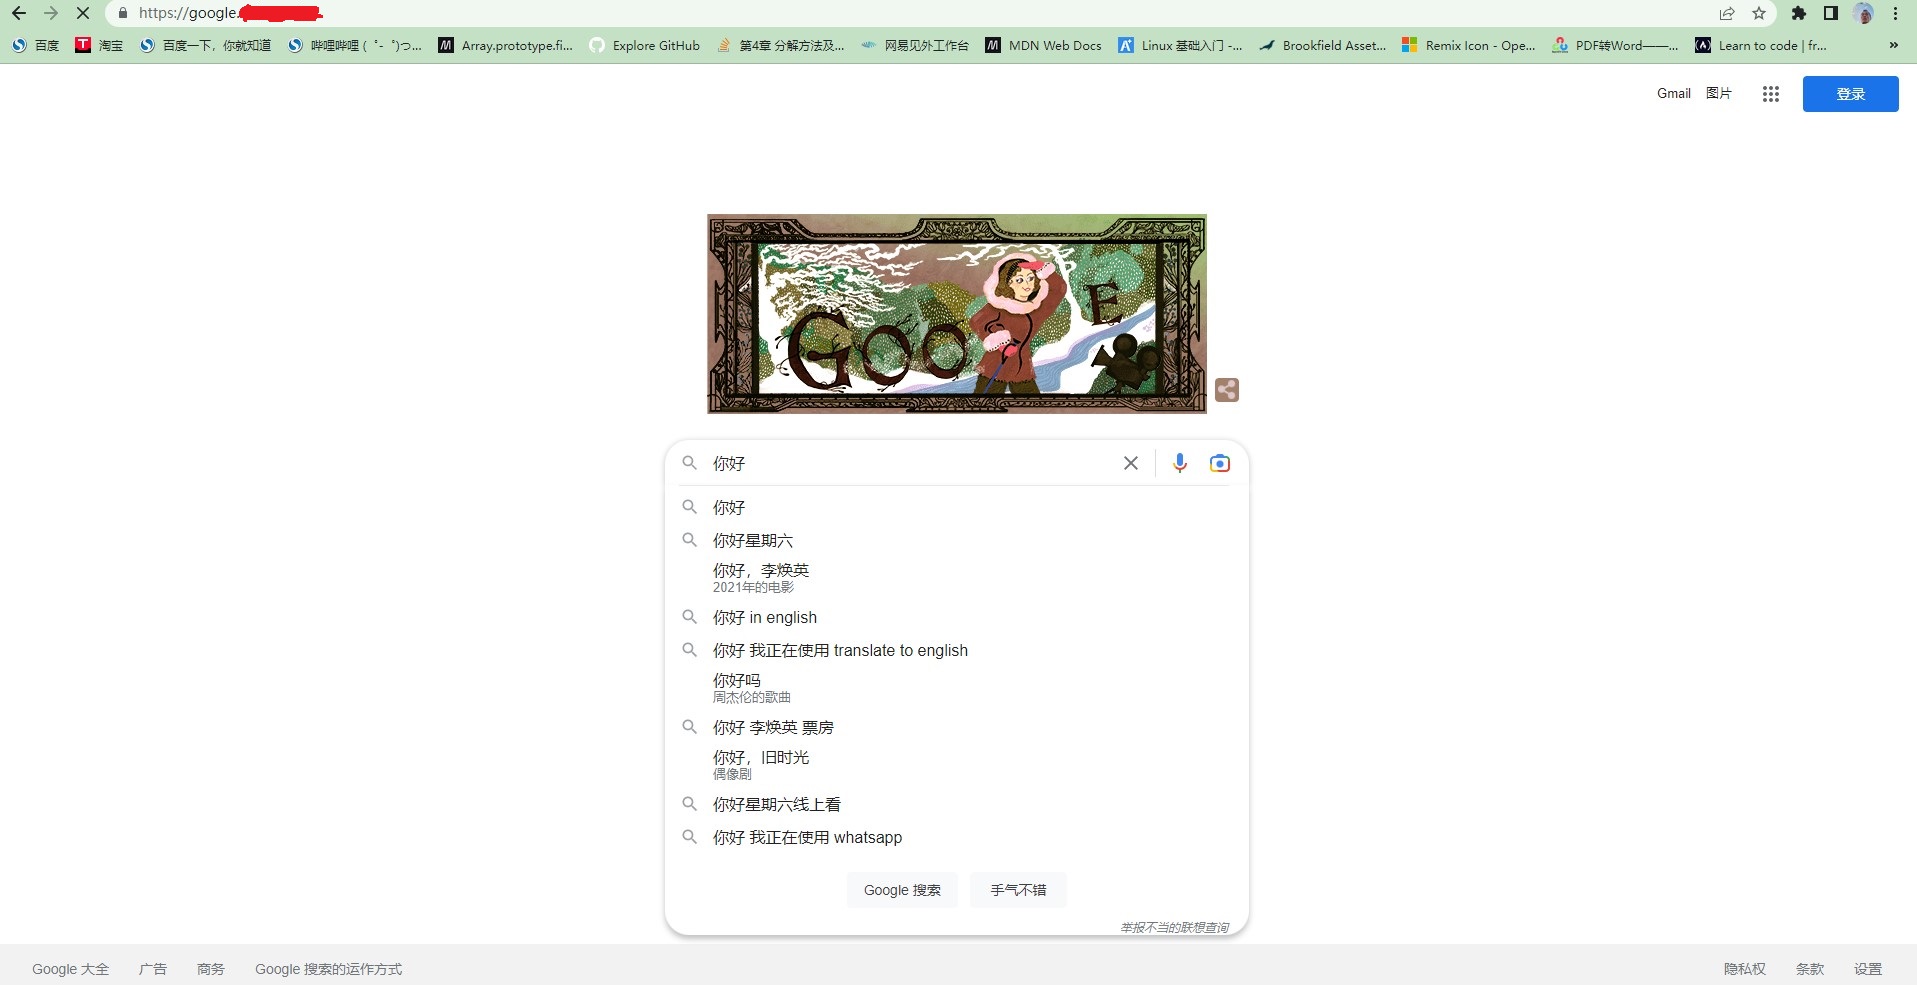 https://google.
百度
淘宝
百度一下，你就知道
哔哩哔哩 (゜-゜)つ...
Array.prototype.fi...
Explore GitHub
第4章 分解方法及...
网易见外工作台
MDN Web Docs
Linux 基础入门 -...
Brookfield Asset...
Remix Icon - Ope...
PDF转Word——...
Learn to code | fr...
Gmail
图片
登录
GOO E
你好
你好
你好星期六
你好，李焕英
2021年的电影
你好 in english
你好 我正在使用 translate to english
你好吗
周杰伦的歌曲
你好 李焕英 票房
你好，旧时光
偶像剧
你好星期六线上看
你好 我正在使用 whatsapp
Google 搜索
手气不错
举报不当的联想查询
Google 大全
广告
商务
Google 搜索的运作方式
隐私权
条款
设置